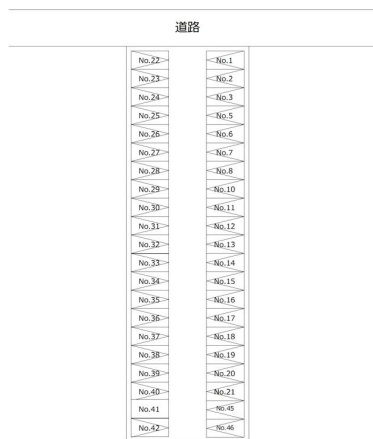 道路
No.22 No.1
No.23 No.2
No.24 No.3
No.25 No.5
No.26 No.6
No.27 No.7
No.28 No.8
No.29 No.10
No.30 No.11
No.31 No.12
No.32 No.13
No.33 No.14
No.34 No.15
No.35 No.16
No.36 No.17
No.37 No.18
No.38 No.19
No.39 No.20
No.40 No.21
No.41 No.45
No.42 No.46